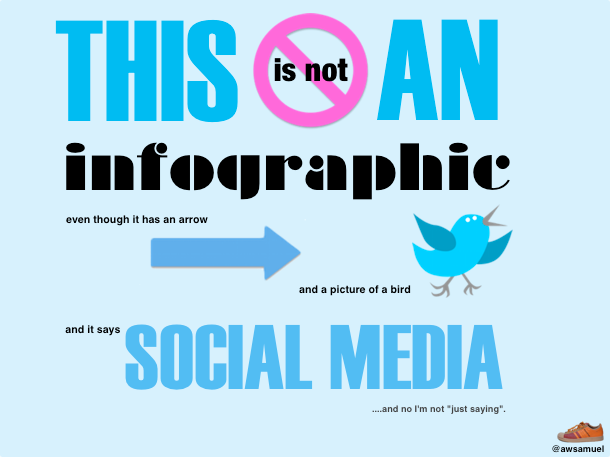 THIS is not AN
infographic
even though it has an arrow
and a picture of a bird
and it says SOCIAL MEDIA
....and no I'm not "just saying".
@awsamuel